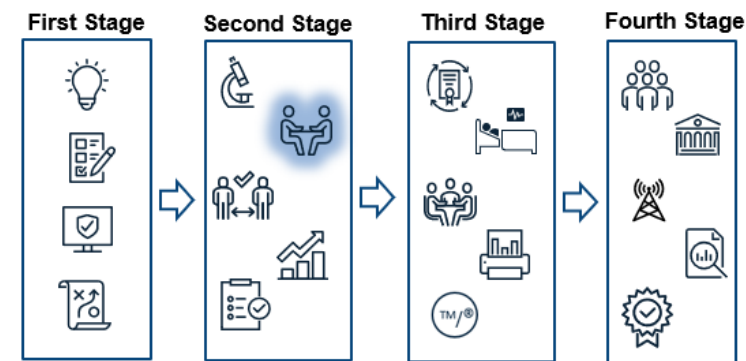 First Stage
Second Stage
Third Stage
Fourth Stage
TM/®